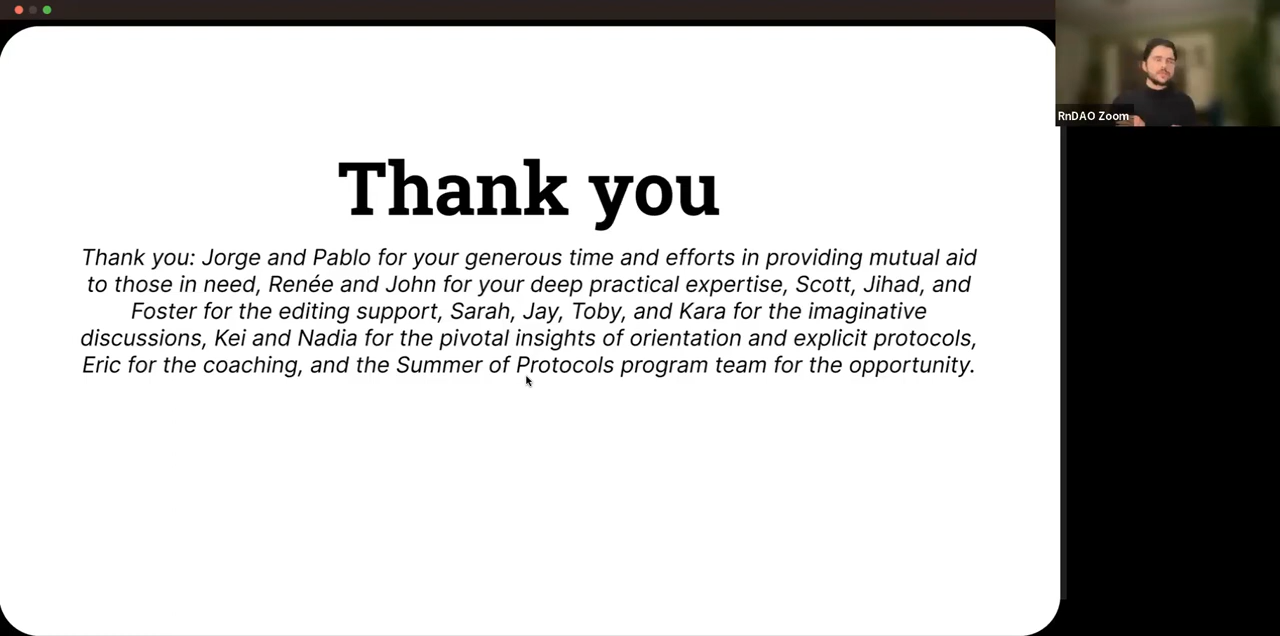 Thank you
Thank you: Jorge and Pablo for your generous time and efforts in providing mutual aid
to those in need, Renée and John for your deep practical expertise, Scott, Jihad, and
Foster for the editing support, Sarah, Jay, Toby, and Kara for the imaginative
discussions, Kei and Nadia for the pivotal insights of orientation and explicit protocols,
Eric for the coaching, and the Summer of Protocols program team for the opportunity.
RnDAO Zoom